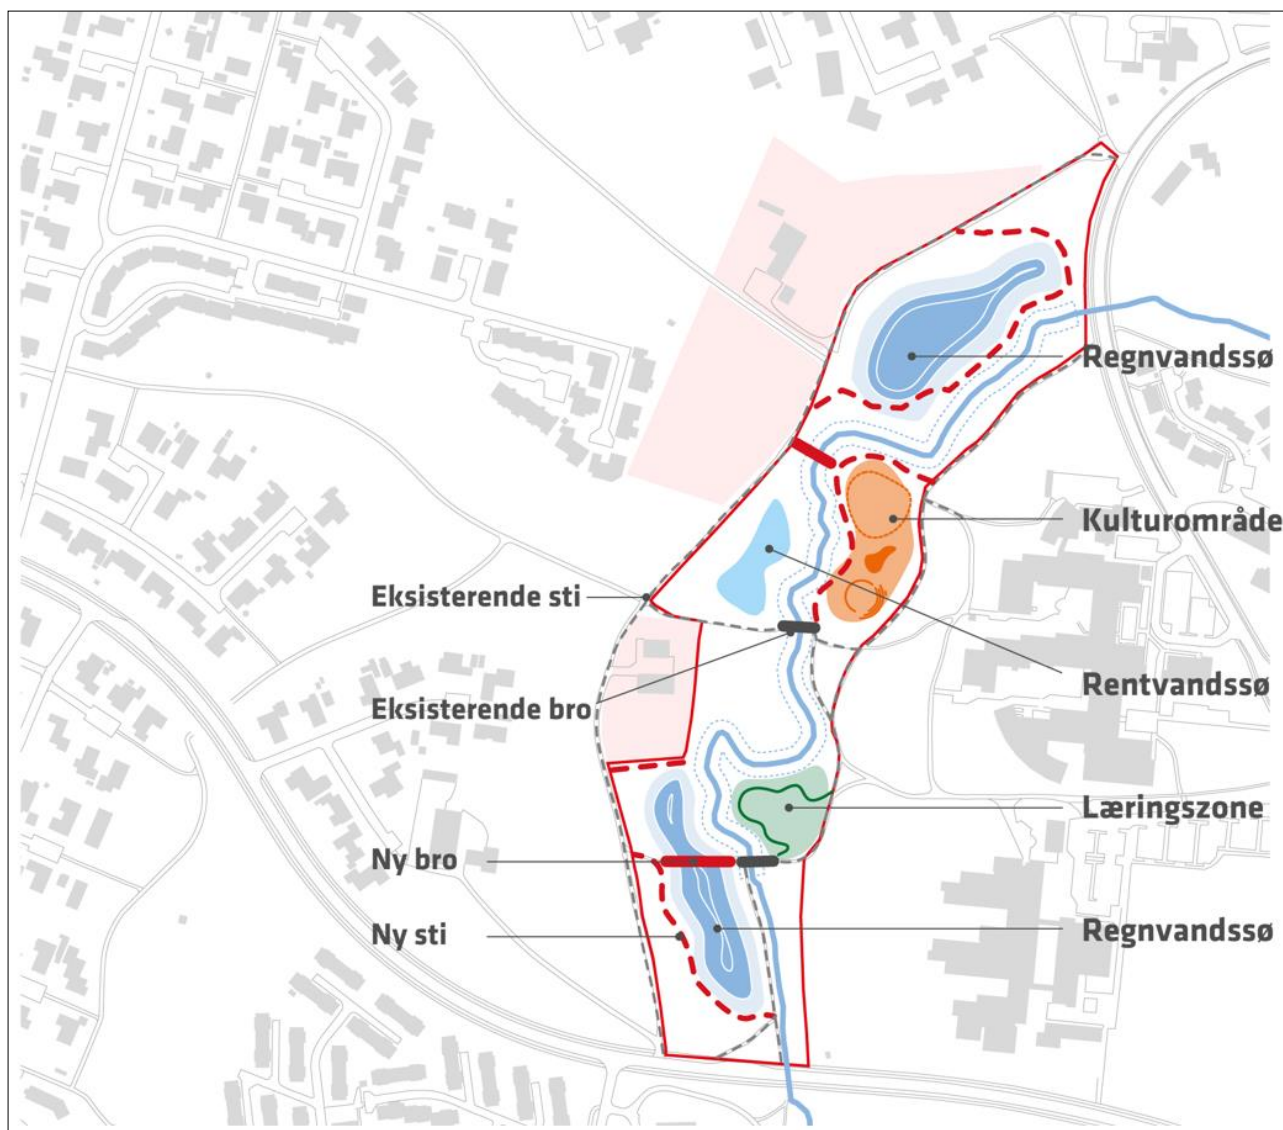 Regnvandssø
Kulturområde
Eksisterende sti
Rentvandssø
Eksisterende bro
Læringszone
Ny bro
Ny sti
Regnvandssø